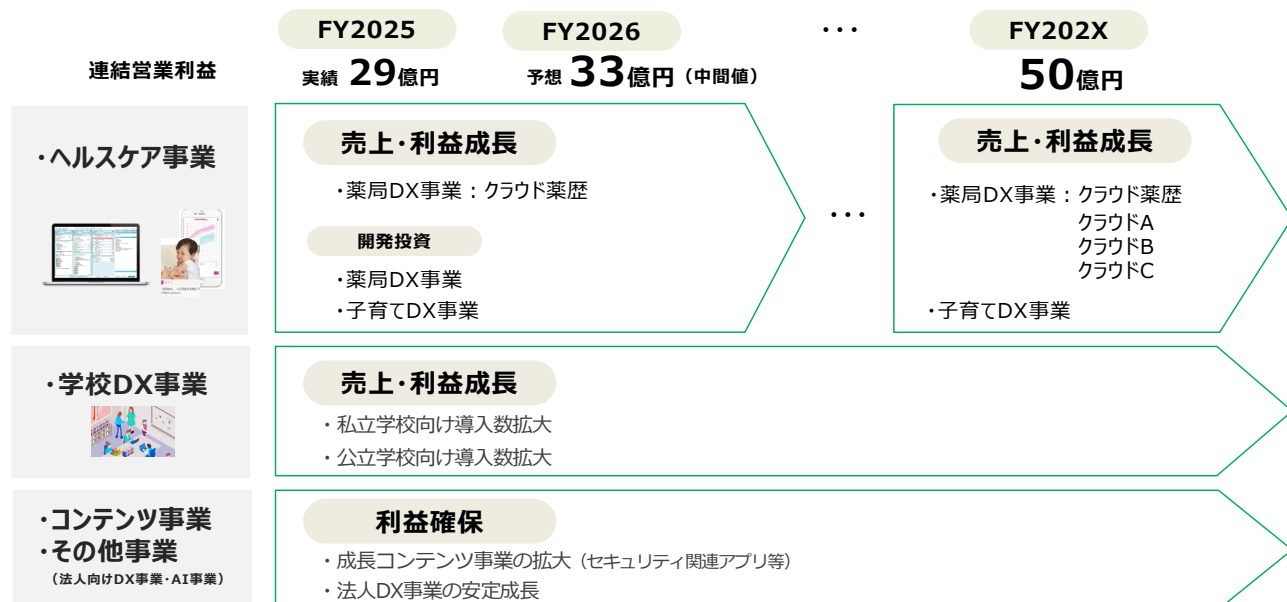 FY2025
FY2026
・・・
FY202X
連結営業利益
実績 29億円
予想 33億円（中間値）
50億円
・ヘルスケア事業
売上・利益成長
・薬局DX事業：クラウド薬歴
開発投資
・薬局DX事業
・子育てDX事業
・・・
売上・利益成長
・薬局DX事業：クラウド薬歴
クラウドA
クラウドB
クラウドC
・子育てDX事業
・学校DX事業
売上・利益成長
・私立学校向け導入数拡大
・公立学校向け導入数拡大
・コンテンツ事業
・その他事業
（法人向けDX事業・AI事業）
利益確保
・成長コンテンツ事業の拡大（セキュリティ関連アプリ等）
・法人DX事業の安定成長